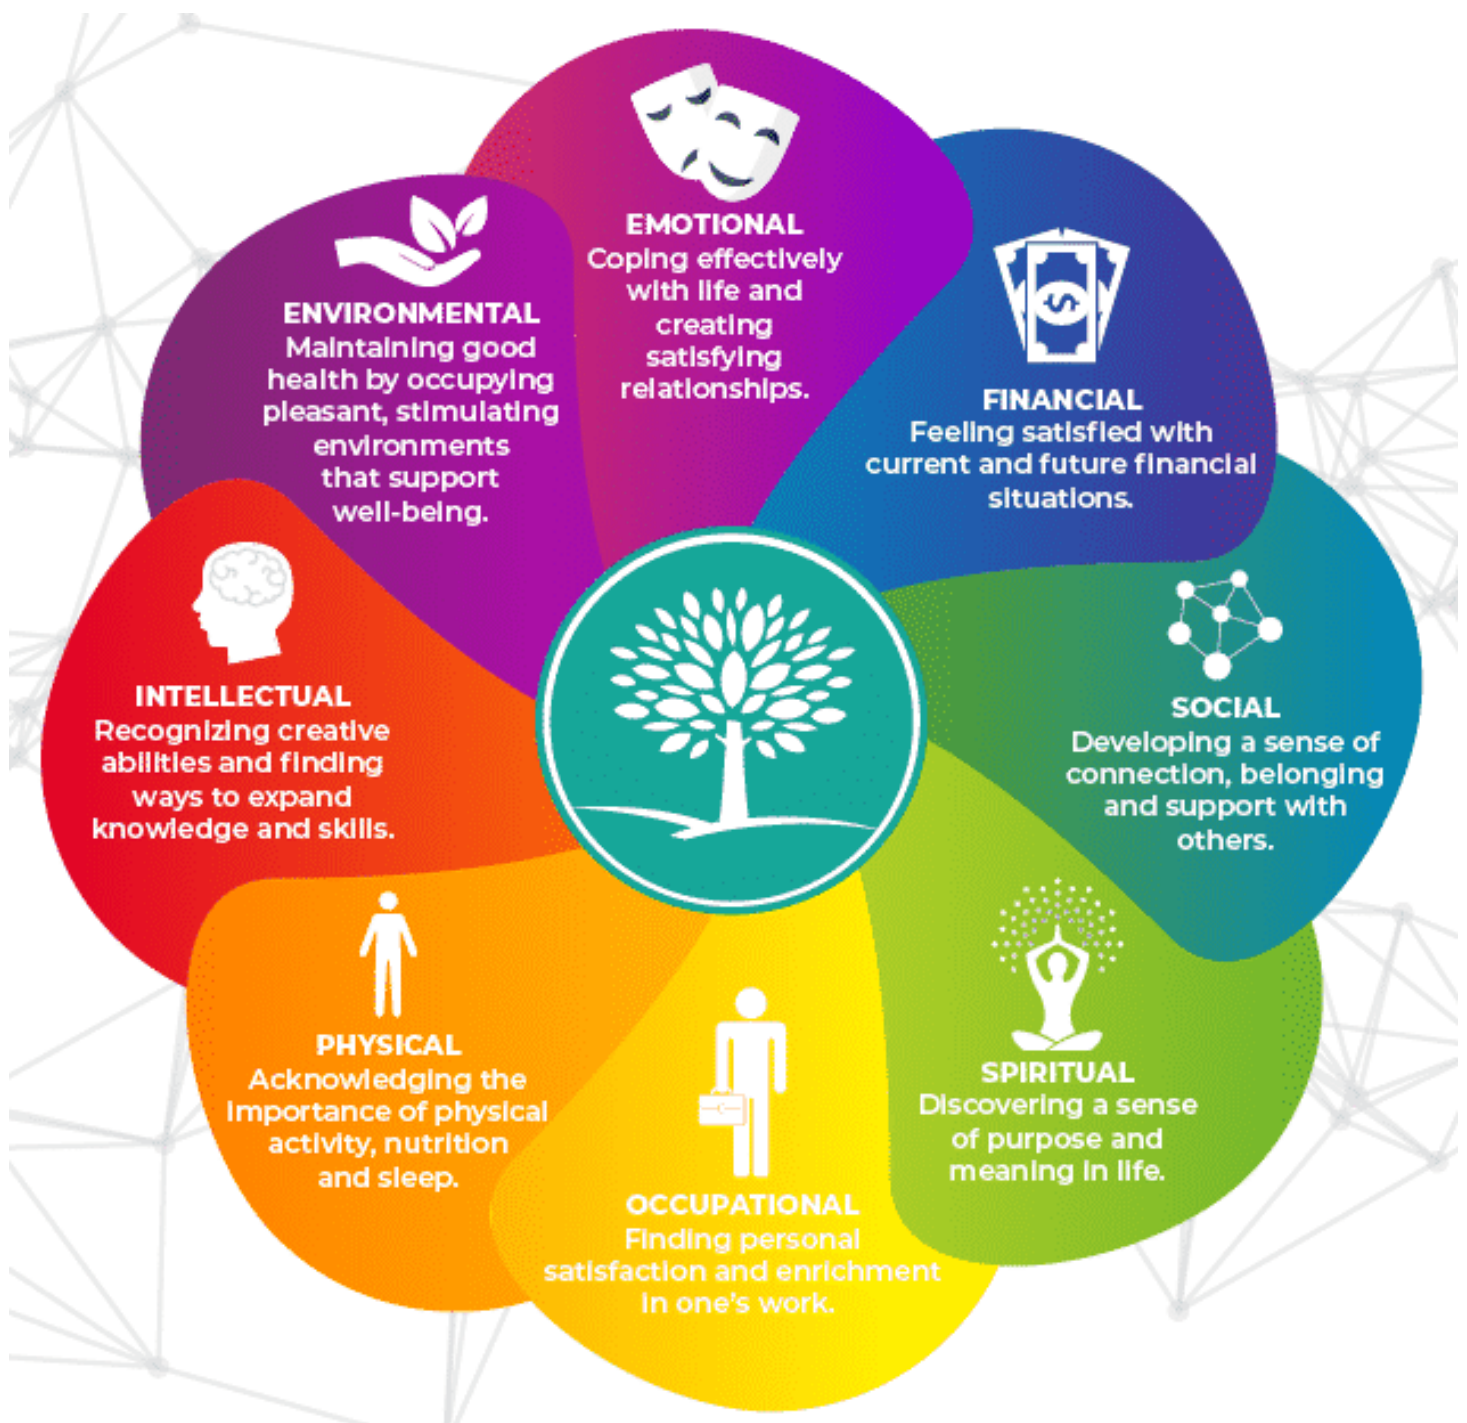 EMOTIONAL
Coping effectively
with life and
creating
satisfying
relationships.
FINANCIAL
Feeling satisfied with
current and future financial
situations.
SOCIAL
Developing a sense of
connection, belonging
and support with
others.
SPIRITUAL
Discovering a sense
of purpose and
meaning in life.
OCCUPATIONAL
Finding personal
satisfaction and enrichment
in one's work.
PHYSICAL
Acknowledging the
importance of physical
activity, nutrition
and sleep.
INTELLECTUAL
Recognizing creative
abilities and finding
ways to expand
knowledge and skills.
ENVIRONMENTAL
Maintaining good
health by occupying
pleasant, stimulating
environments
that support
well-being.